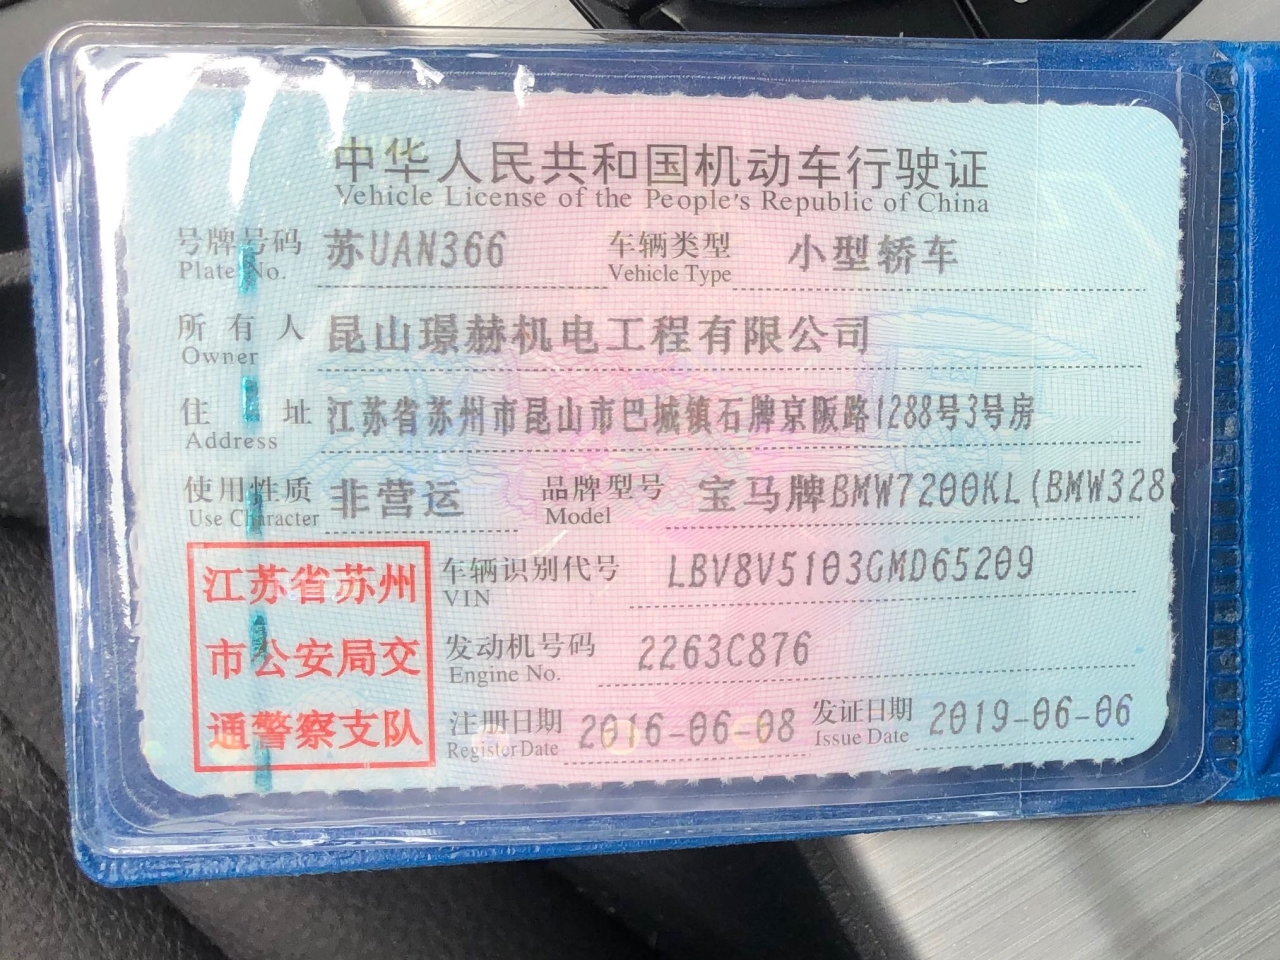 中华人民共和国机动车行驶证
Vehicle License of the People's Republic of China
号牌号码 苏UAN366 车辆类型 小型轿车
Plate No. Vehicle Type
所有人 昆山璟赫机电工程有限公司
Owner
住址 江苏省苏州市昆山市巴城镇石牌京阪路1288号3号房
Address
使用性质 非营运 品牌型号 宝马牌BMW7200KL(BMW328
Use Character Model
江苏省苏州
市公安局交
通警察支队
车辆识别代号 LBV8V5103GMD65209
VIN
发动机号码 2263C876
Engine No.
注册日期 2016-06-08 发证日期 2019-06-06
Register Date Issue Date